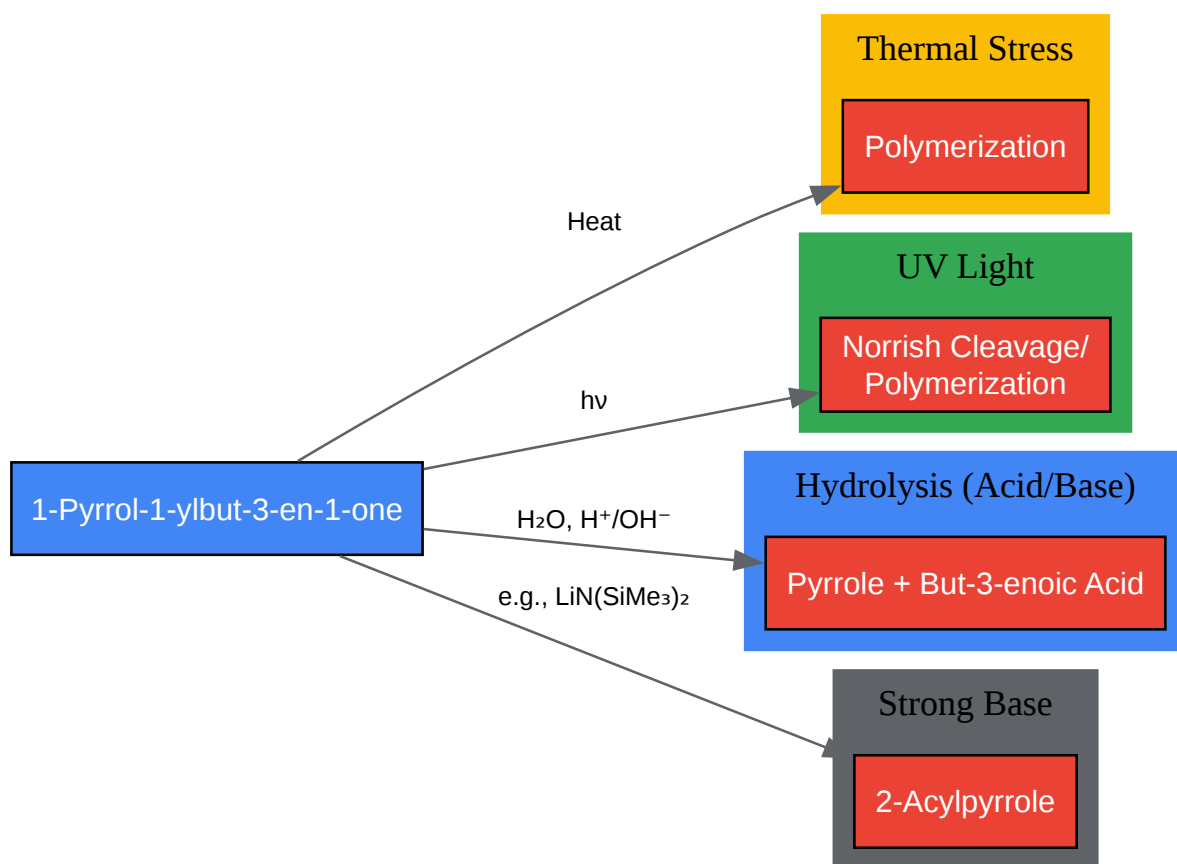 Thermal Stress
Polymerization
Heat
UV Light
Norrish Cleavage/
Polymerization
hν
1-Pyrrol-1-ylbut-3-en-1-one
Hydrolysis (Acid/Base)
H₂O, H⁺/OH⁻
Pyrrole + But-3-enoic Acid
e.g., LiN(SiMe₃)₂
Strong Base
2-Acylpyrrole